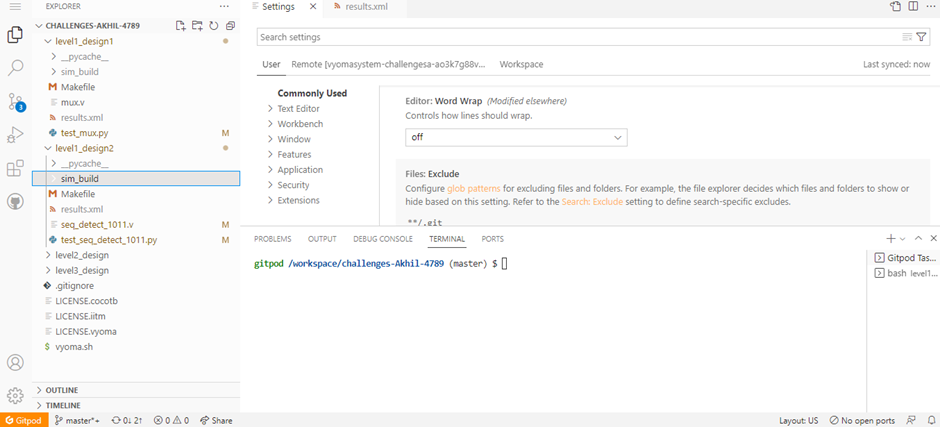 EXPLORER
CHALLENGES-AKHIL-4789
level1_design1
__pycache__
sim_build
Makefile
mux.v
results.xml
test_mux.py M
level1_design2
__pycache__
sim_build
Makefile
results.xml
seq_detect_1011.v M
test_seq_detect_1011.py M
level2_design
level3_design
.gitignore
LICENSE.cocotb
LICENSE.iitm
LICENSE.vyoma
$ vyoma.sh
OUTLINE
TIMELINE
3
Settings
results.xml
Search settings
User Remote [vyomasystem-challengesa-ao3k7g88v... Workspace
Last synced: now
Commonly Used
Text Editor
Workbench
Window
Features
Application
Security
Extensions
Editor: Word Wrap (Modified elsewhere)
Controls how lines should wrap.
off
Files: Exclude
Configure glob patterns for excluding files and folders. For example, the file explorer decides which files and folders to show or
hide based on this setting. Refer to the Search: Exclude setting to define search-specific excludes.
**/.git
PROBLEMS OUTPUT DEBUG CONSOLE TERMINAL PORTS
gitpod /workspace/challenges-Akhil-4789 (master) $
Gitpod Tas...
bash level1...
Gitpod master*+ 0↓ 2↑ 0 0 Share
Layout: US No open ports